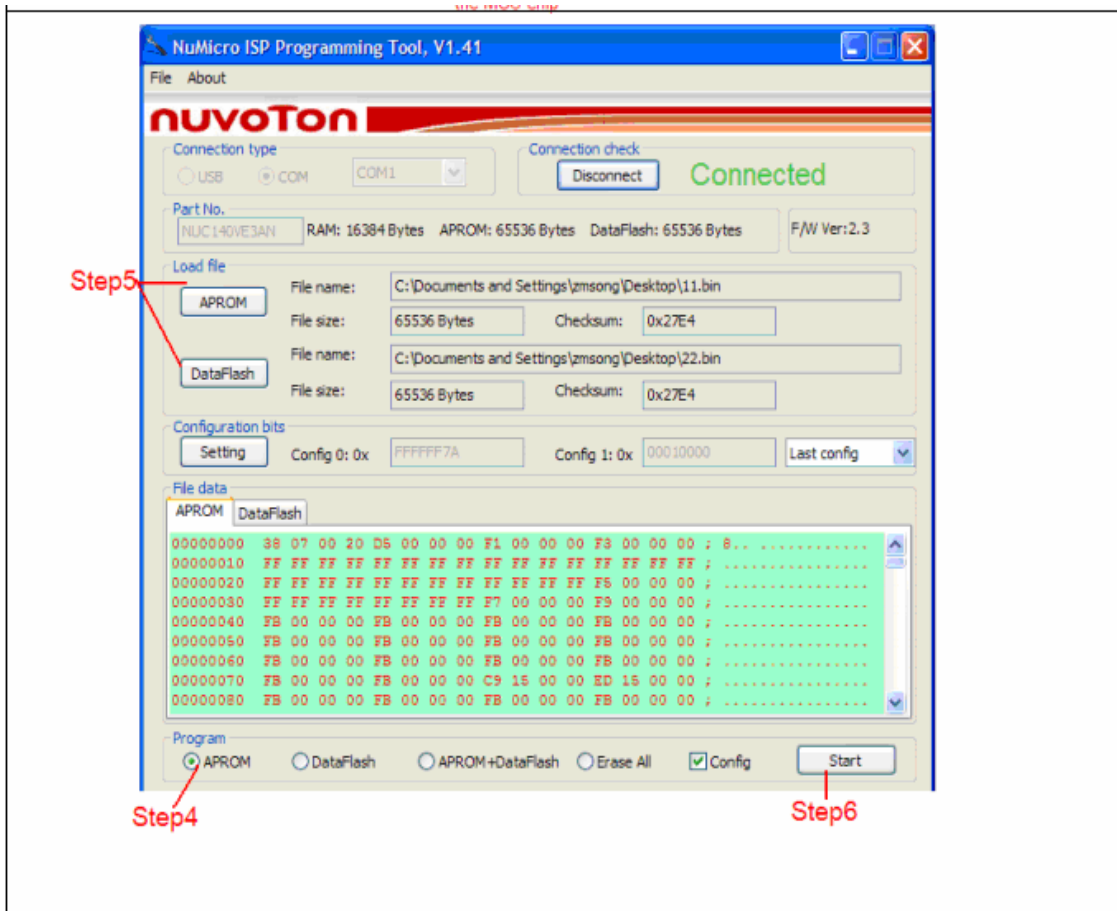 the MCU chip
NuMicro ISP Programming Tool, V1.41
File About
nuvoTon
Connection type
USB COM COM1
Connection check
Disconnect Connected
Part No.
NUC140VE3AN RAM: 16384 Bytes APROM: 65536 Bytes DataFlash: 65536 Bytes F/W Ver:2.3
Step5
Load file
APROM
File name: C:\Documents and Settings\zmsong\Desktop\11.bin
File size: 65536 Bytes Checksum: 0x27E4
DataFlash
File name: C:\Documents and Settings\zmsong\Desktop\22.bin
File size: 65536 Bytes Checksum: 0x27E4
Configuration bits
Setting Config 0: 0x FFFFFF7A Config 1: 0x 00010000 Last config
File data
APROM DataFlash
00000000 38 07 00 20 D5 00 00 00 F1 00 00 00 F3 00 00 00 ; 8.. ............
00000010 FF FF FF FF FF FF FF FF FF FF FF FF FF FF FF FF ; ................
00000020 FF FF FF FF FF FF FF FF FF FF FF FF F5 00 00 00 ; ................
00000030 FF FF FF FF FF FF FF FF F7 00 00 00 F9 00 00 00 ; ................
00000040 FB 00 00 00 FB 00 00 00 FB 00 00 00 FB 00 00 00 ; ................
00000050 FB 00 00 00 FB 00 00 00 FB 00 00 00 FB 00 00 00 ; ................
00000060 FB 00 00 00 FB 00 00 00 FB 00 00 00 FB 00 00 00 ; ................
00000070 FB 00 00 00 FB 00 00 00 C9 15 00 00 ED 15 00 00 ; ................
00000080 FB 00 00 00 FB 00 00 00 FB 00 00 00 FB 00 00 00 ; ................
Program
APROM DataFlash APROM+DataFlash Erase All Config Start
Step4 Step6